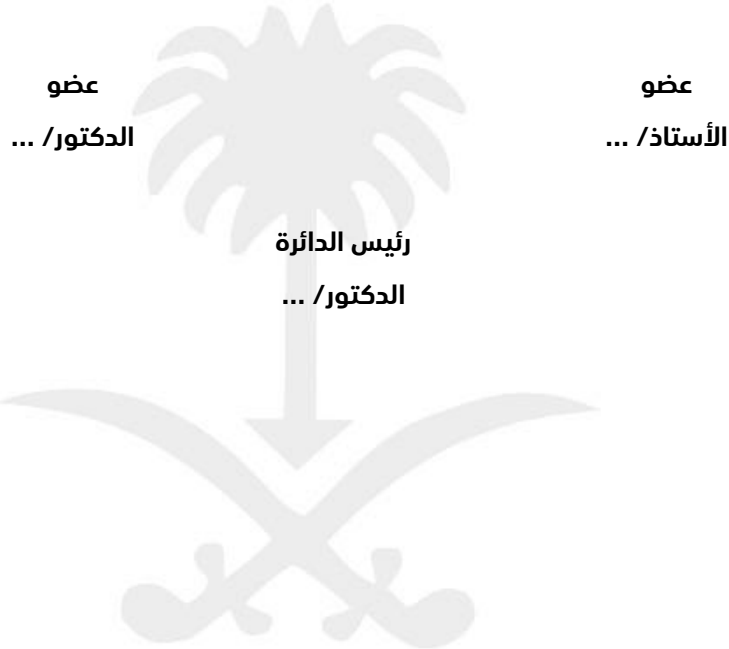 عضو عضو
الأستاذ/ ... الدكتور/ ...
رئيس الدائرة
الدكتور/ ...